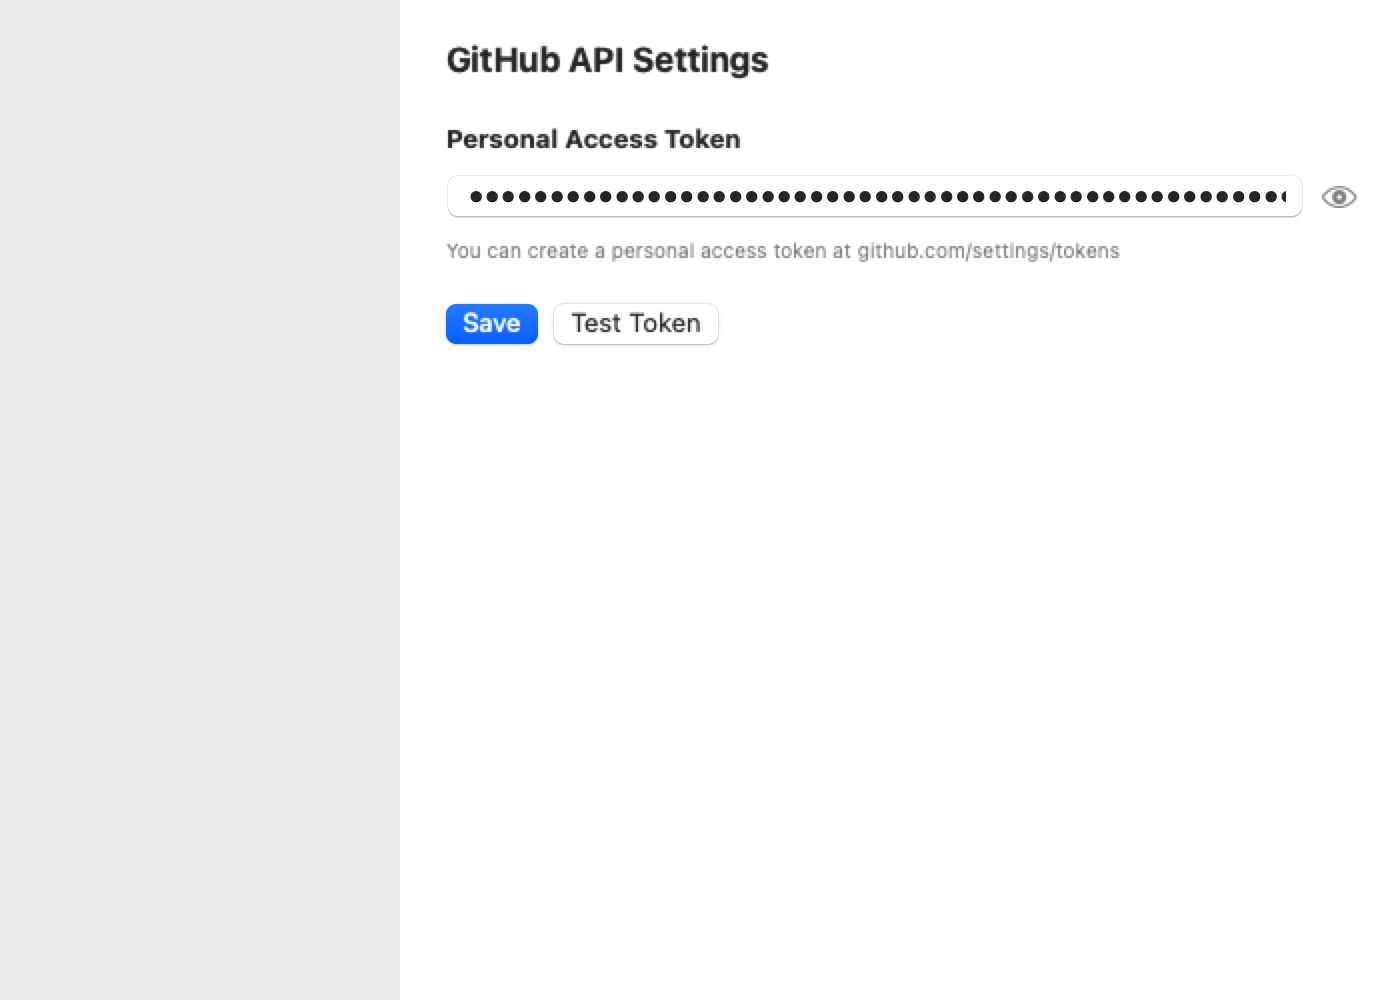 GitHub API Settings
Personal Access Token
You can create a personal access token at github.com/settings/tokens
Save
Test Token